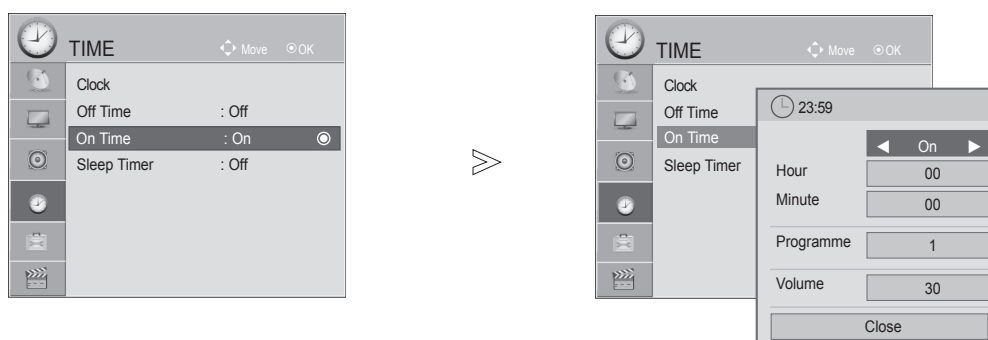 TIME Move OK
Clock
Off Time : Off
On Time : On
Sleep Timer : Off
TIME Move OK
Clock
Off Time
On Time
Sleep Timer
23:59
On
Hour 00
Minute 00
Programme 1
Volume 30
Close